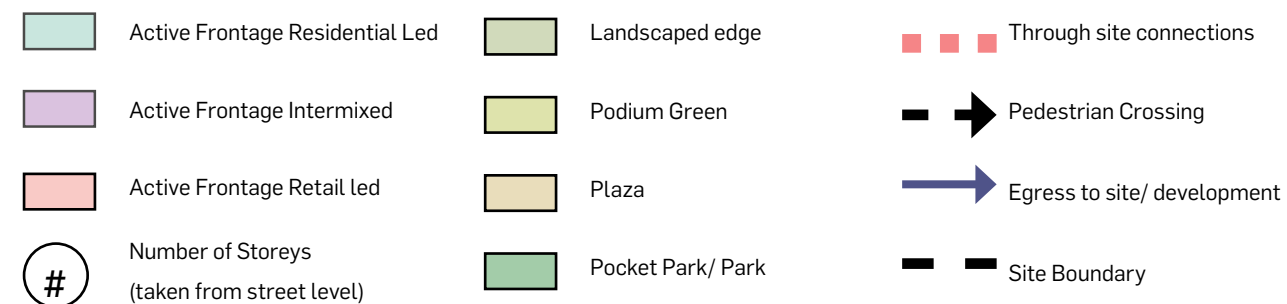 Active Frontage Residential Led
Active Frontage Intermixed
Active Frontage Retail led
#
Number of Storeys
(taken from street level)
Landscaped edge
Podium Green
Plaza
Pocket Park/ Park
Through site connections
Pedestrian Crossing
Egress to site/ development
Site Boundary